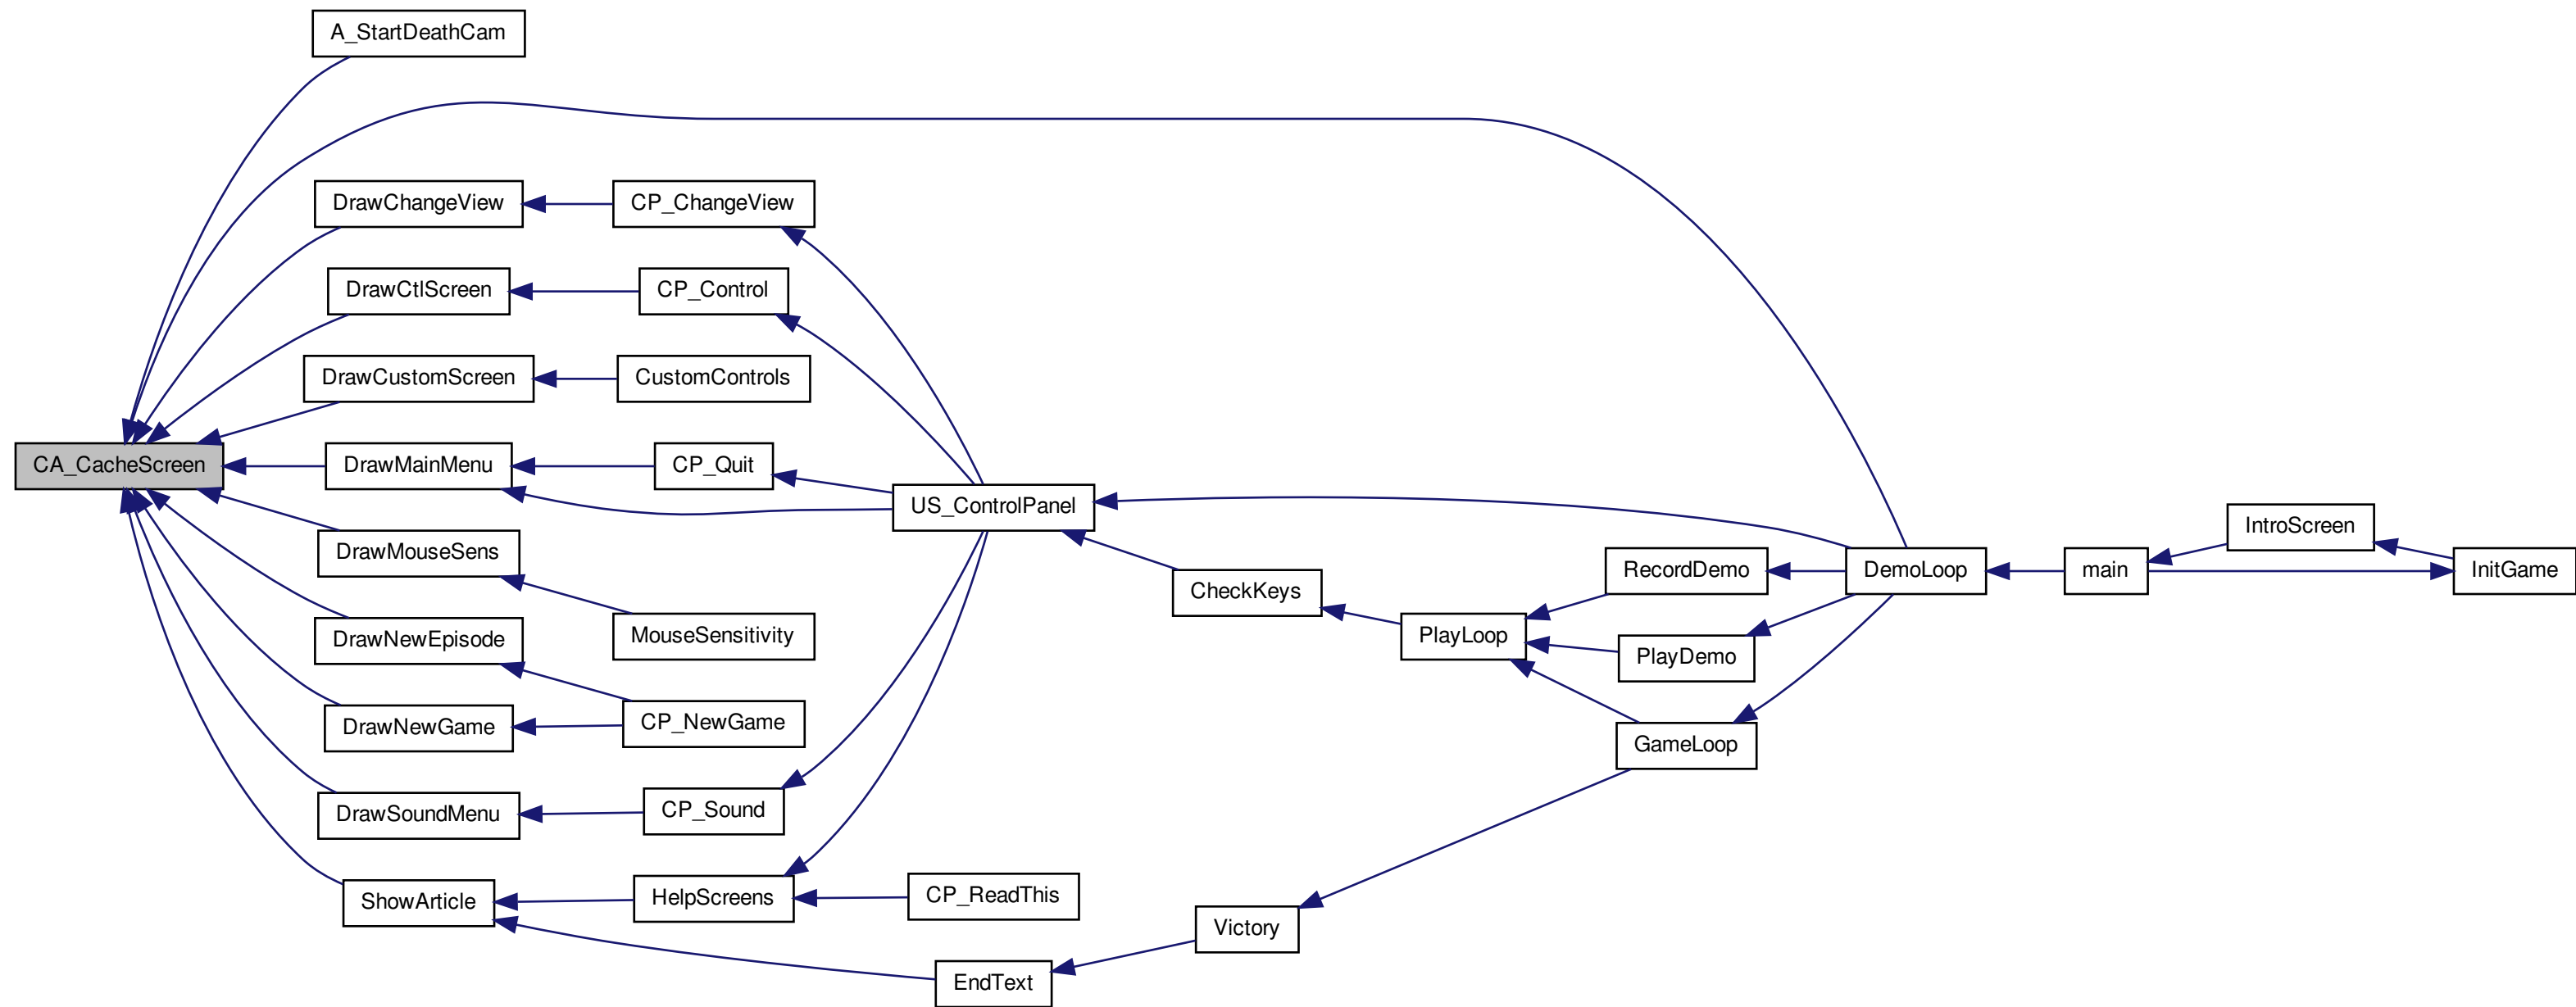 A_StartDeathCam
DrawChangeView
CP_ChangeView
DrawCtlScreen
CP_Control
DrawCustomScreen
CustomControls
CA_CacheScreen
DrawMainMenu
CP_Quit
US_ControlPanel
IntroScreen
DrawMouseSens
CheckKeys
RecordDemo
DemoLoop
main
InitGame
DrawNewEpisode
MouseSensitivity
PlayLoop
PlayDemo
DrawNewGame
CP_NewGame
GameLoop
DrawSoundMenu
CP_Sound
ShowArticle
HelpScreens
CP_ReadThis
Victory
EndText